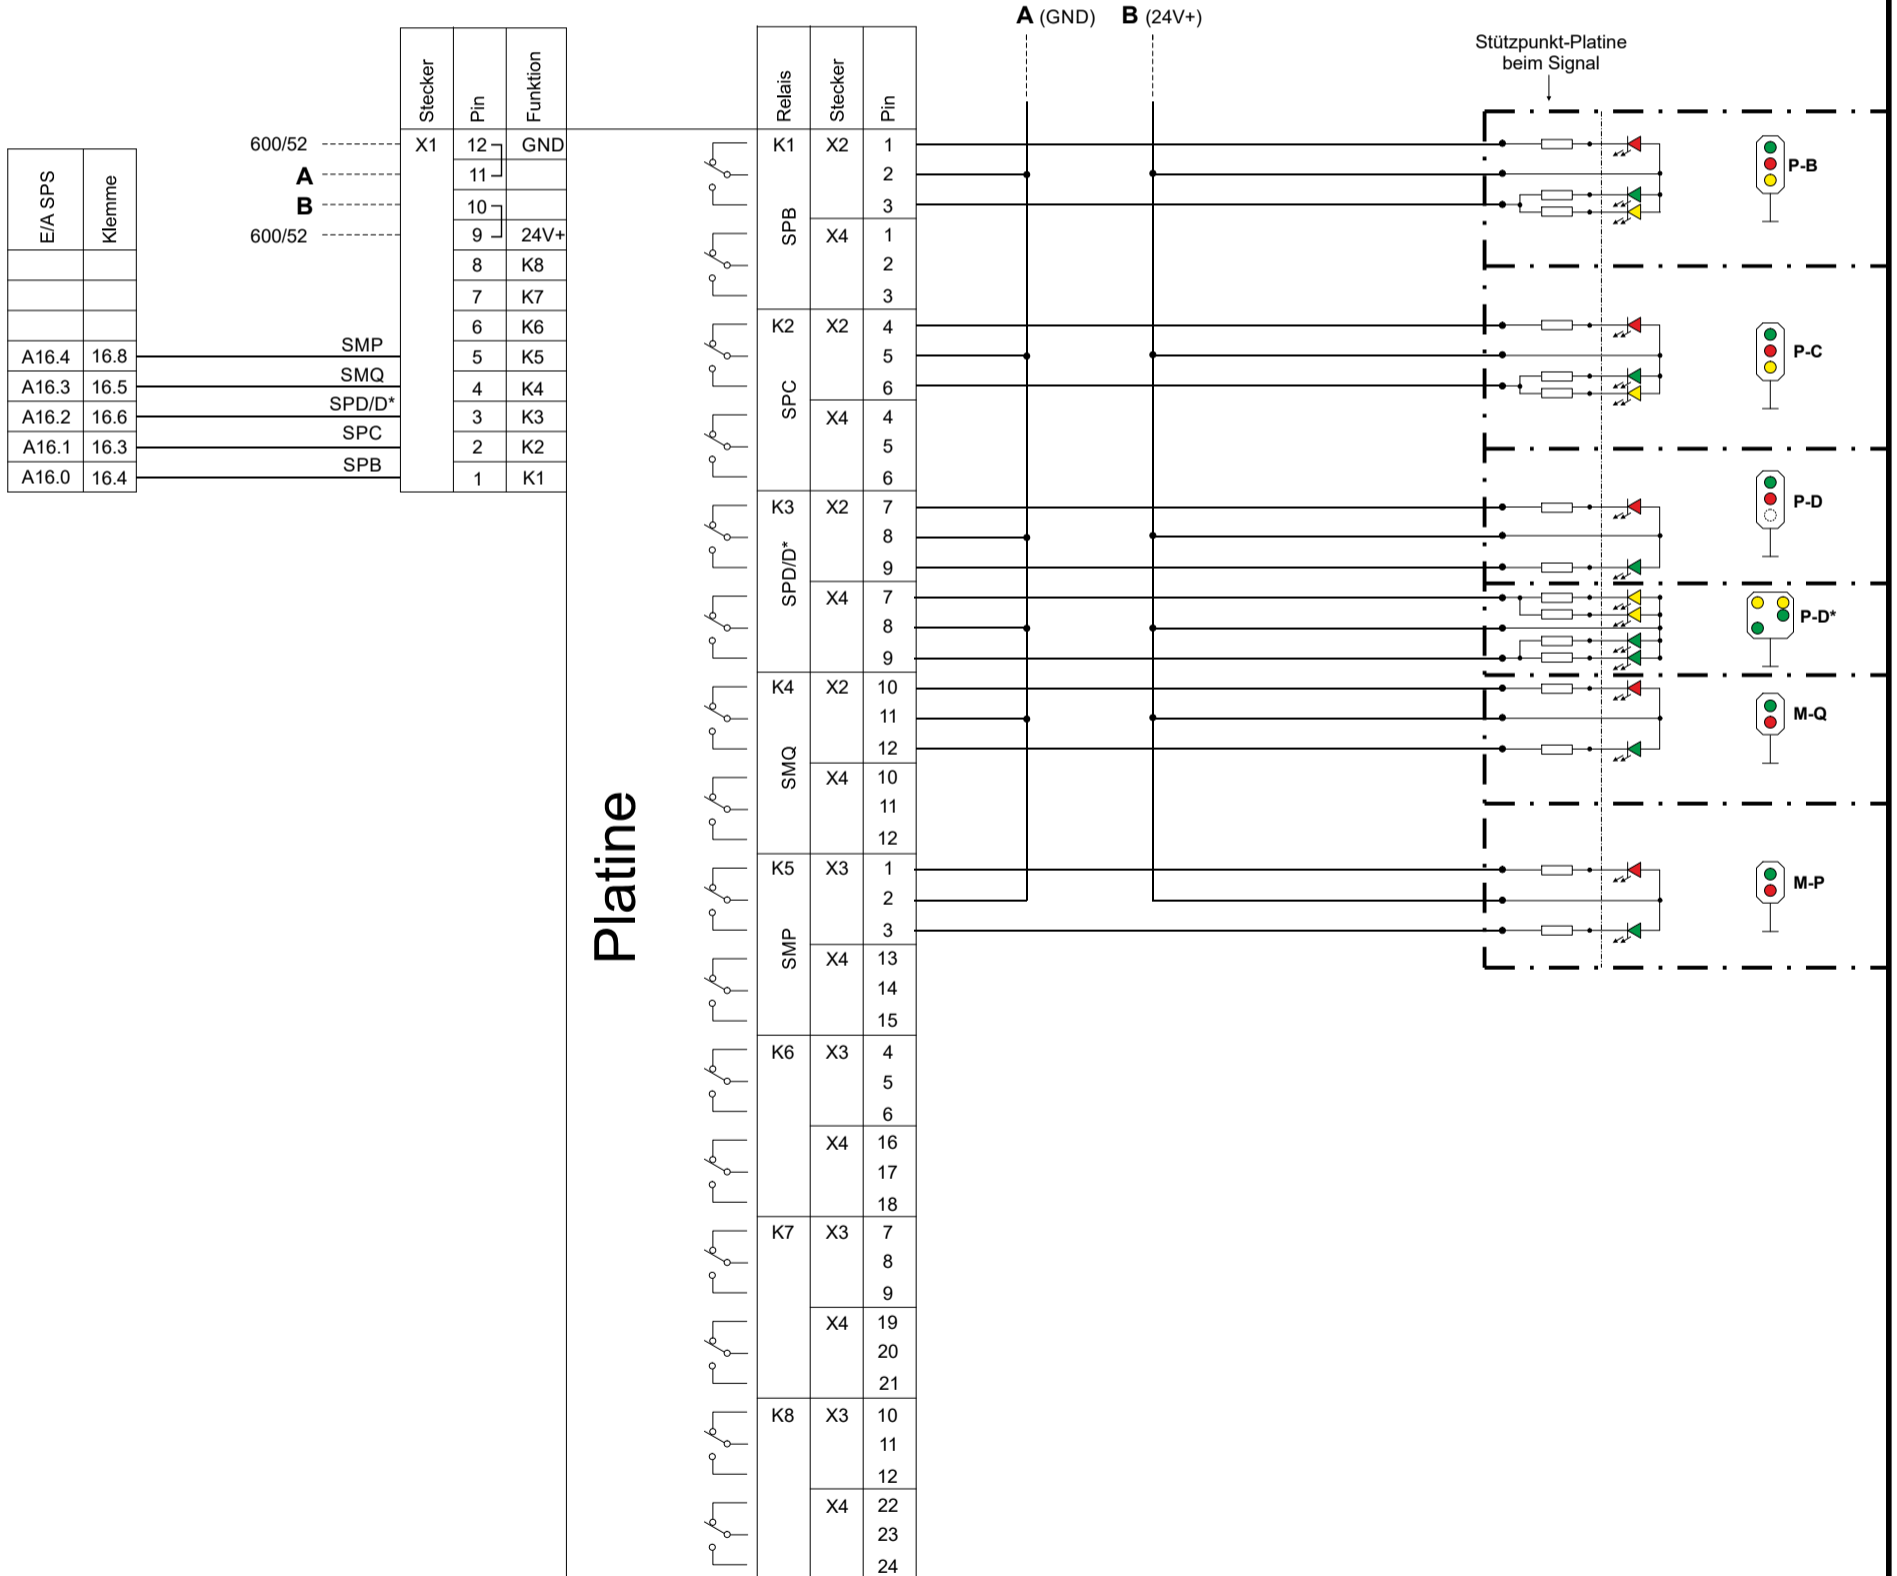 A (GND) B (24V+)
Stützpunkt-Platine
beim Signal
E/A SPS Klemme
A16.4 16.8 SMP
A16.3 16.5 SMQ
A16.2 16.6 SPD/D*
A16.1 16.3 SPC
A16.0 16.4 SPB
600/52
A
B
600/52
Stecker Pin Funktion
X1 12 GND
11
10
9 24V+
8 K8
7 K7
6 K6
5 K5
4 K4
3 K3
2 K2
1 K1
Platine
Relais Stecker Pin
K1 SPB X2 1
2
3
X4 1
2
3
K2 SPC X2 4
5
6
X4 4
5
6
K3 SPD/D* X2 7
8
9
X4 7
8
9
K4 SMQ X2 10
11
12
X4 10
11
12
K5 SMP X3 1
2
3
X4 13
14
15
K6 X3 4
5
6
X4 16
17
18
K7 X3 7
8
9
X4 19
20
21
K8 X3 10
11
12
X4 22
23
24
P-B
P-C
P-D
P-D*
M-Q
M-P